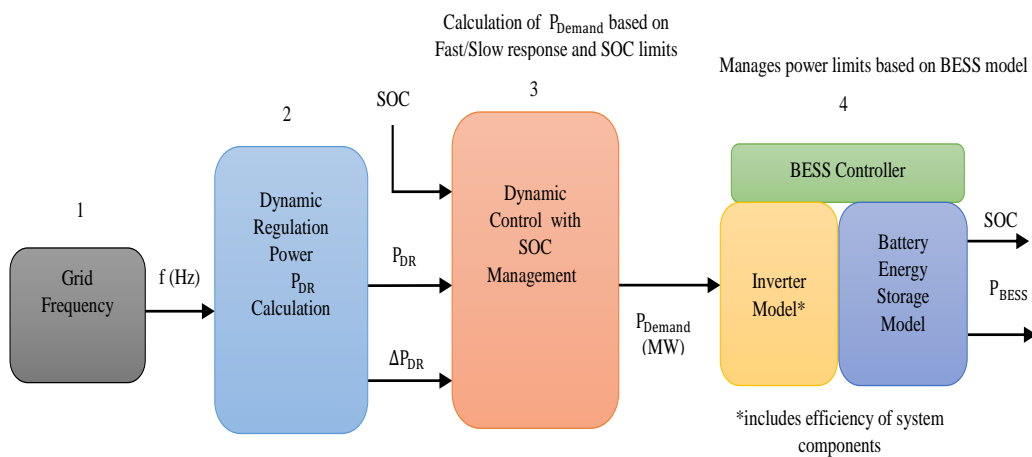 Calculation of P_Demand based on
Fast/Slow response and SOC limits
3
Manages power limits based on BESS model
4
SOC
2
1
Grid
Frequency
f (Hz)
Dynamic
Regulation
Power
P_DR
Calculation
P_DR
ΔP_DR
Dynamic
Control with
SOC
Management
P_Demand
(MW)
BESS Controller
Inverter
Model*
Battery
Energy
Storage
Model
SOC
P_BESS
*includes efficiency of system
components